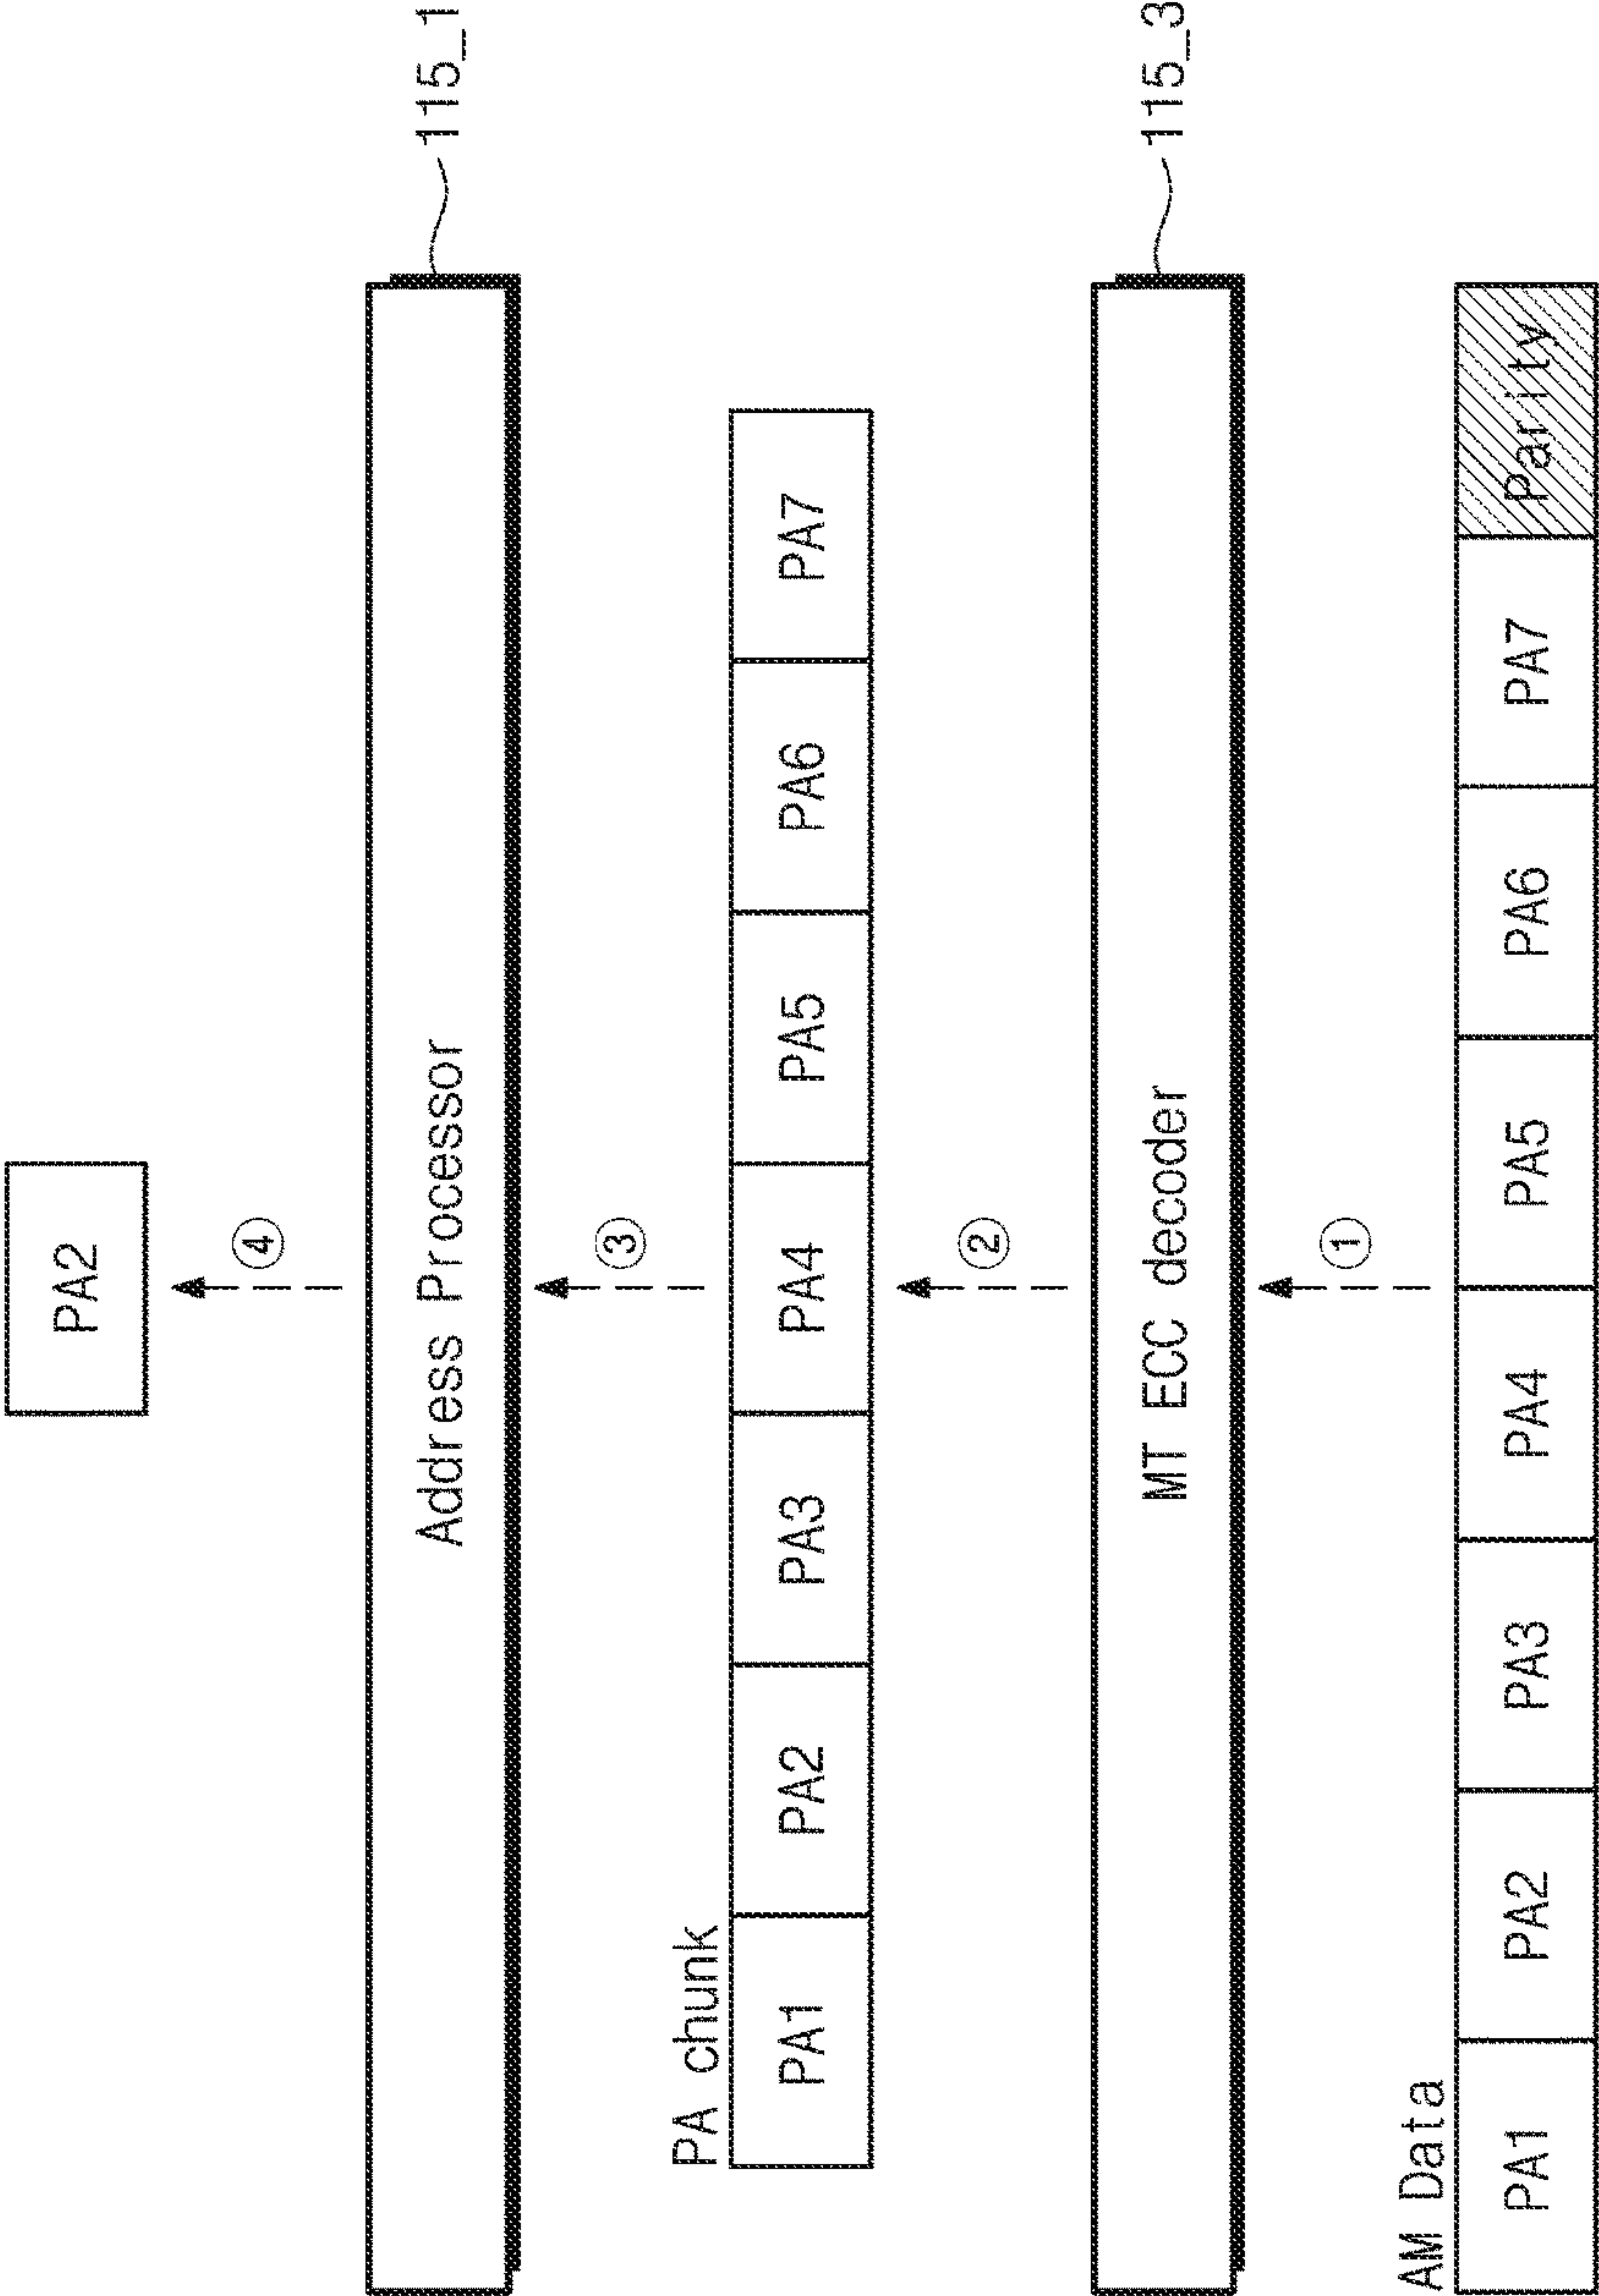 PA2
④
Address Processor
115_1
③
PA chunk
PA1 PA2 PA3 PA4 PA5 PA6 PA7
②
MT ECC decoder
115_3
①
AM Data
PA1 PA2 PA3 PA4 PA5 PA6 PA7 Parity